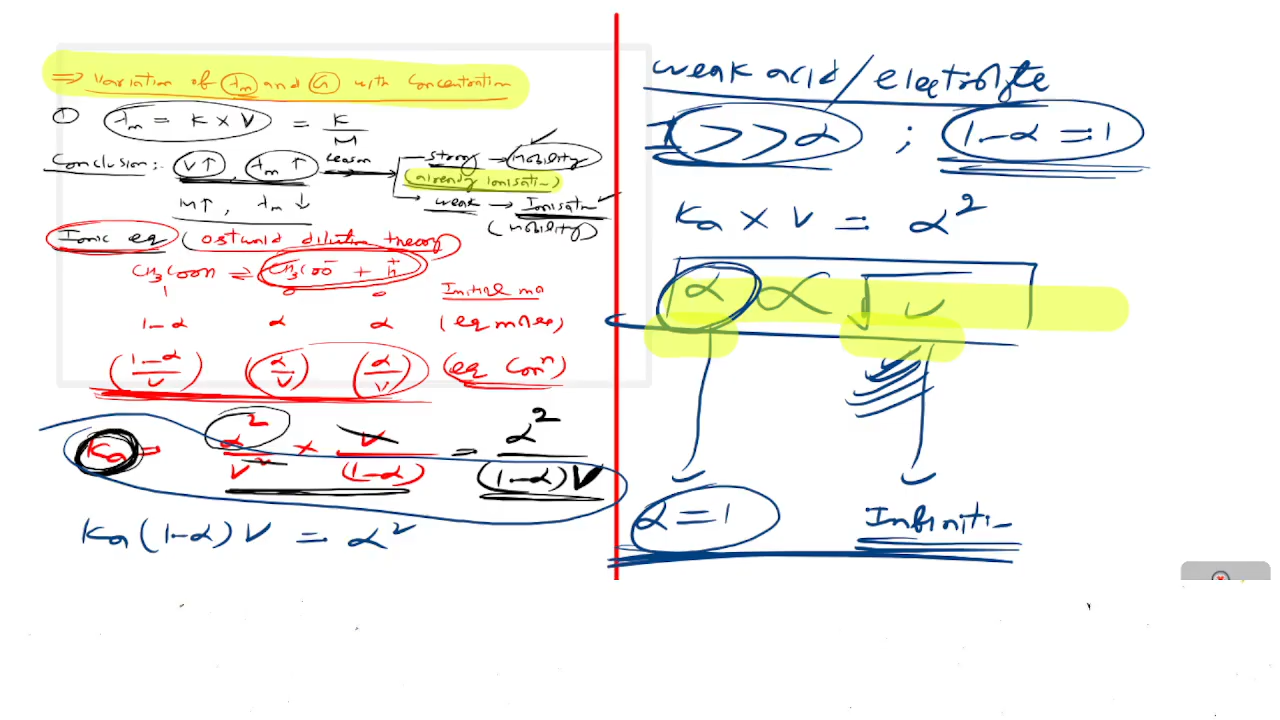 ⇒ Variation of λm and G with Concentration
① λm = K × V = K/M
Conclusion:- V↑, λm↑ reason → strong → Mobility
(already ionisation)
→ weak → Ionisation
M↑, λm↓ (Mobility)
Ionic eq (ostwald dilution theory)
CH3COOH ⇌ CH3COO⁻ + H⁺
1 0 0 Initial mo
1-α α α (eq moles)
(1-α/V) (α/V) (α/V) (eq Conⁿ)
Ka = α²/V² × V/(1-α) = α²/(1-α)V
Ka(1-α)V = α²
weak acid/electrolyte
1 >> α ; 1-α = 1
Ka × V = α²
α ∝ √V
α = 1 Infiniti